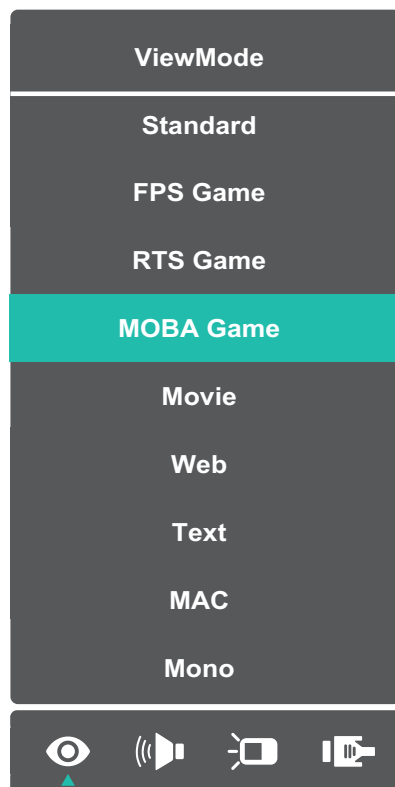 ViewMode
Standard
FPS Game
RTS Game
MOBA Game
Movie
Web
Text
MAC
Mono